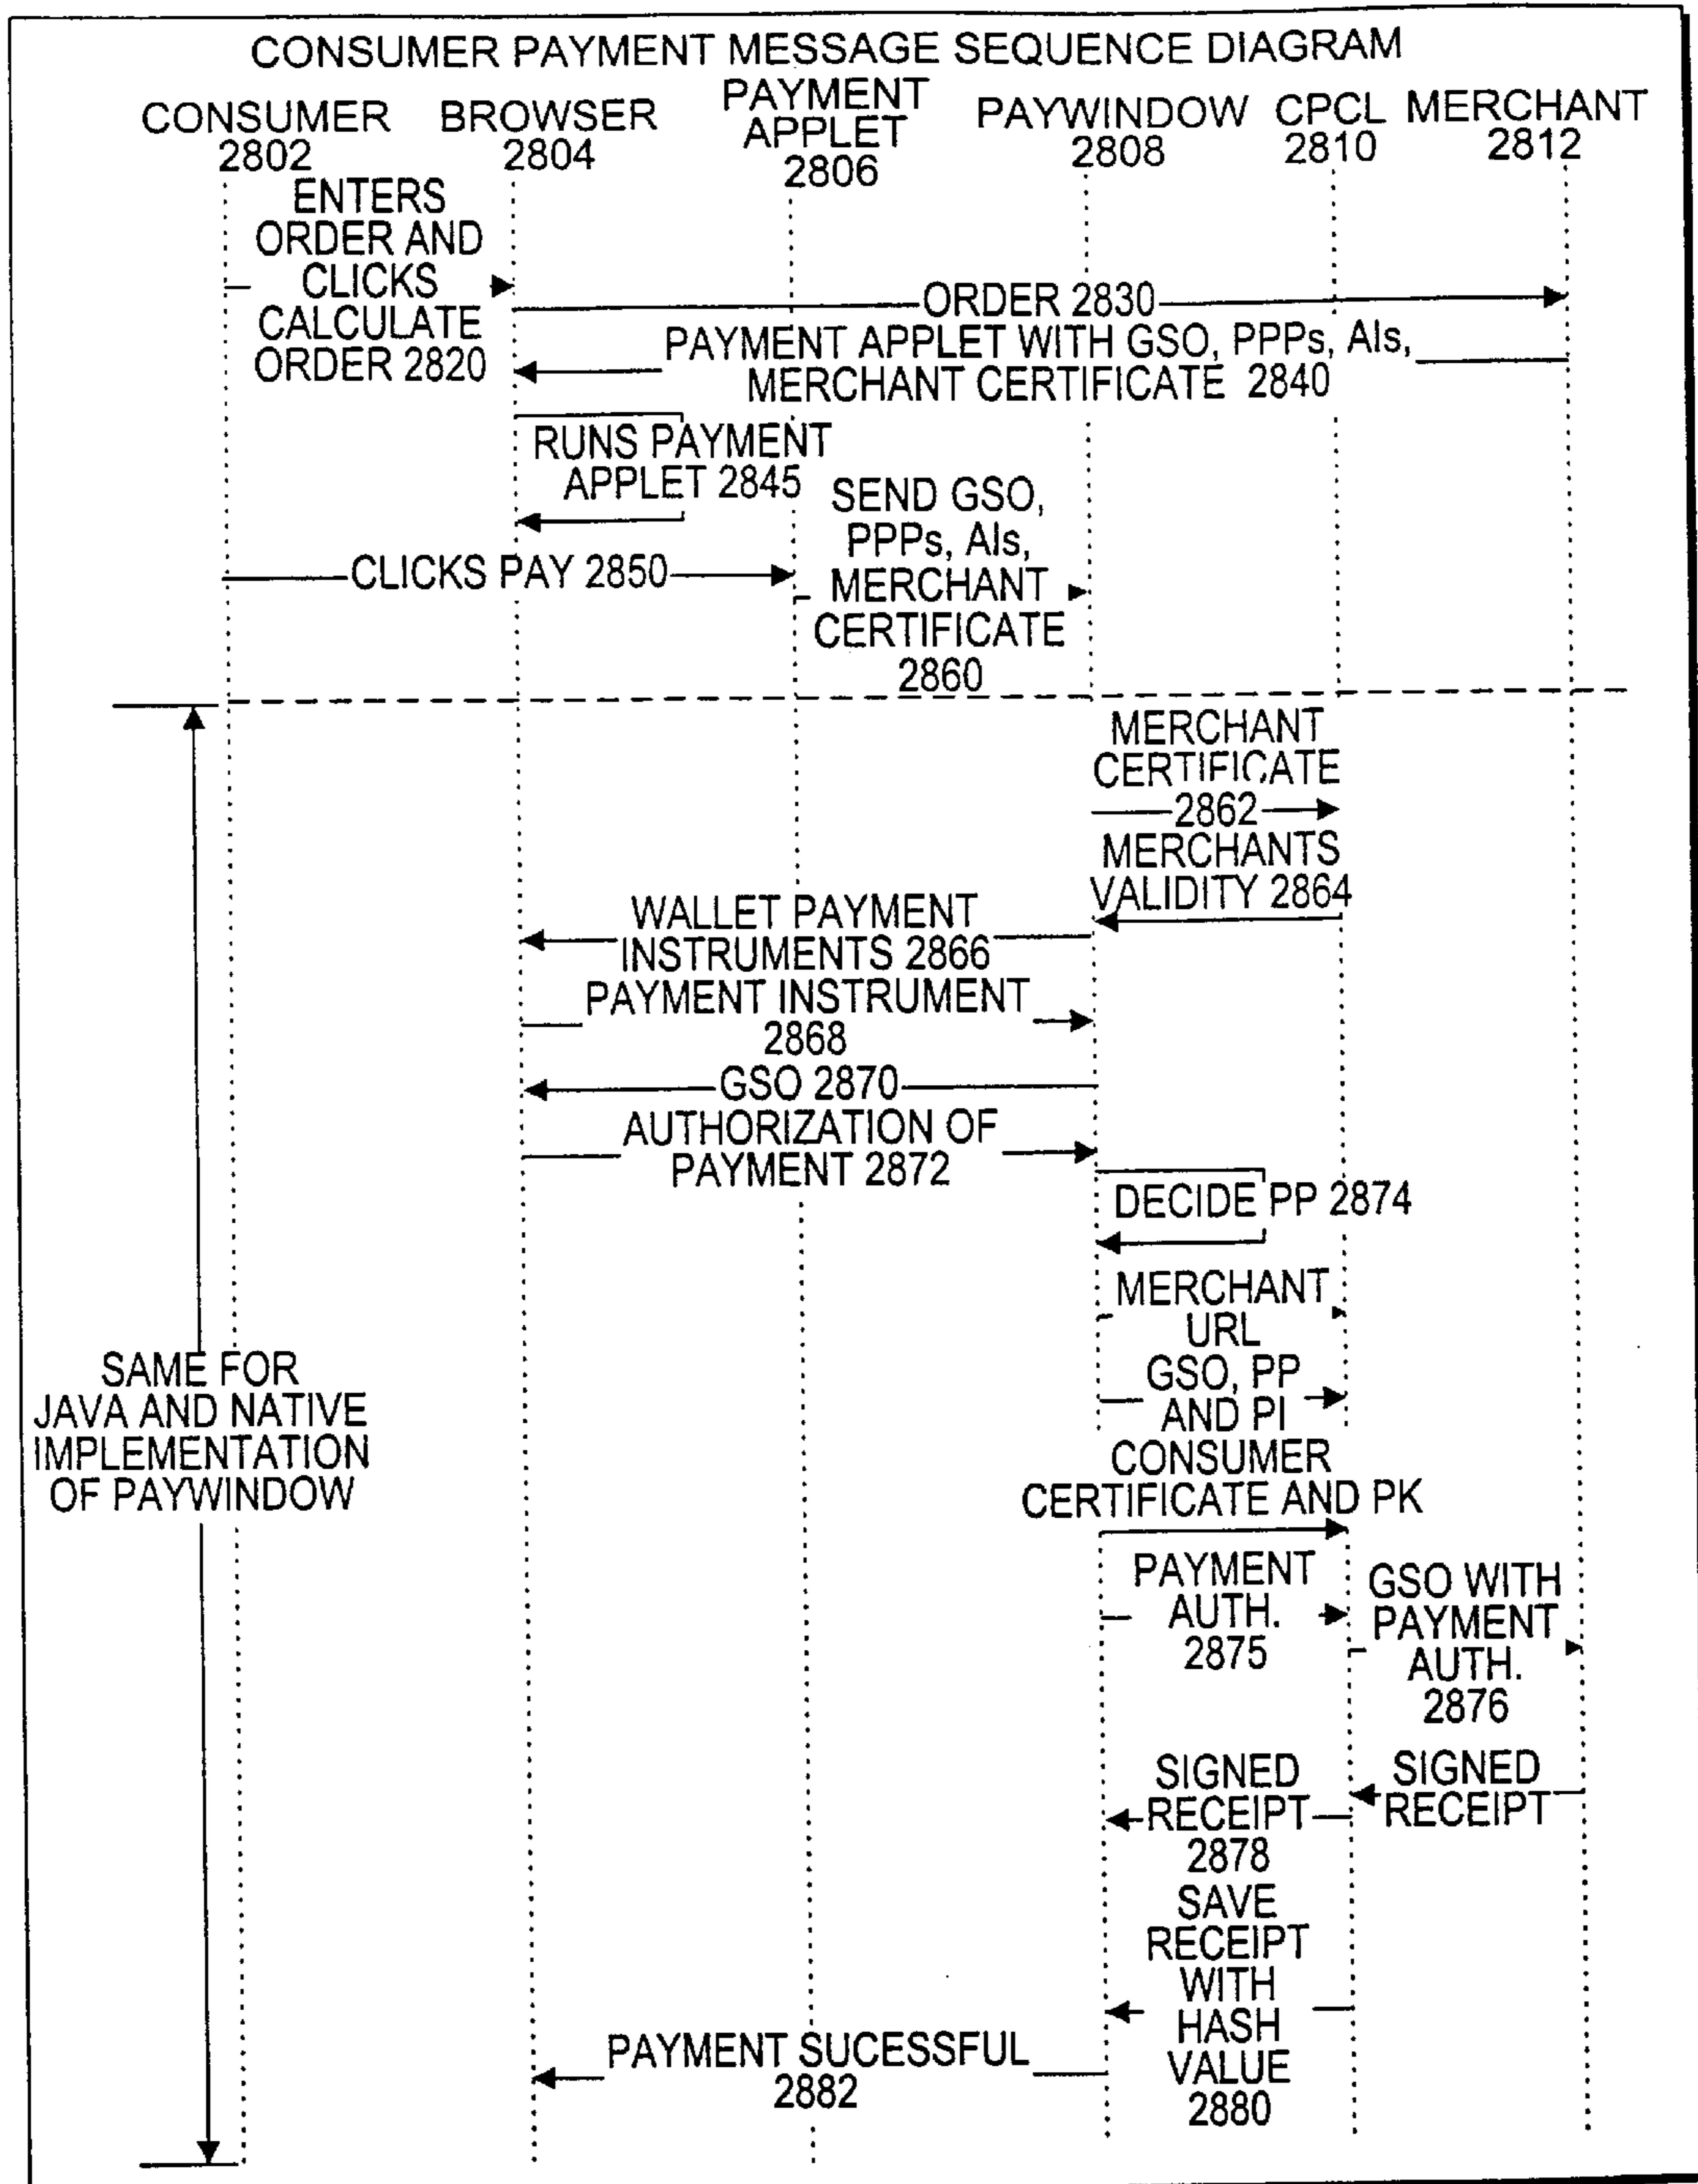 CONSUMER PAYMENT MESSAGE SEQUENCE DIAGRAM
CONSUMER
2802
BROWSER
2804
PAYMENT
APPLET
2806
PAYWINDOW
2808
CPCL
2810
MERCHANT
2812
ENTERS
ORDER AND
CLICKS
CALCULATE
ORDER 2820
ORDER 2830
PAYMENT APPLET WITH GSO, PPPs, AIs,
MERCHANT CERTIFICATE 2840
RUNS PAYMENT
APPLET 2845
CLICKS PAY 2850
SEND GSO,
PPPs, AIs,
MERCHANT
CERTIFICATE
2860
MERCHANT
CERTIFICATE
2862
MERCHANTS
VALIDITY 2864
WALLET PAYMENT
INSTRUMENTS 2866
PAYMENT INSTRUMENT
2868
GSO 2870
AUTHORIZATION OF
PAYMENT 2872
DECIDE PP 2874
MERCHANT
URL
GSO, PP
AND PI
SAME FOR
JAVA AND NATIVE
IMPLEMENTATION
OF PAYWINDOW
CONSUMER
CERTIFICATE AND PK
PAYMENT
AUTH.
2875
GSO WITH
PAYMENT
AUTH.
2876
SIGNED
RECEIPT
SIGNED
RECEIPT
2878
SAVE
RECEIPT
WITH
HASH
VALUE
2880
PAYMENT SUCESSFUL
2882